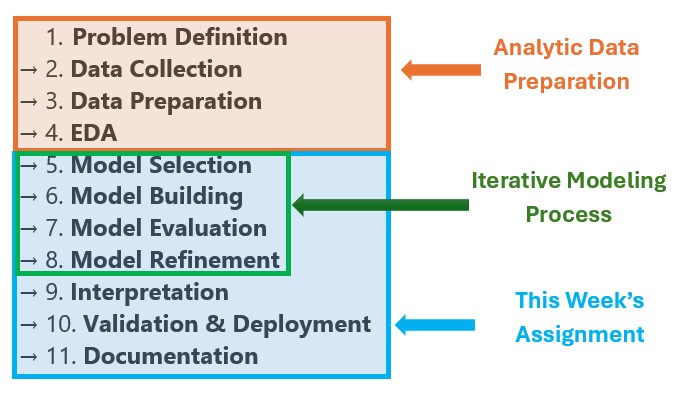 1. Problem Definition
→ 2. Data Collection
→ 3. Data Preparation
→ 4. EDA
→ 5. Model Selection
→ 6. Model Building
→ 7. Model Evaluation
→ 8. Model Refinement
→ 9. Interpretation
→ 10. Validation & Deployment
→ 11. Documentation
Analytic Data
Preparation
Iterative Modeling
Process
This Week's
Assignment